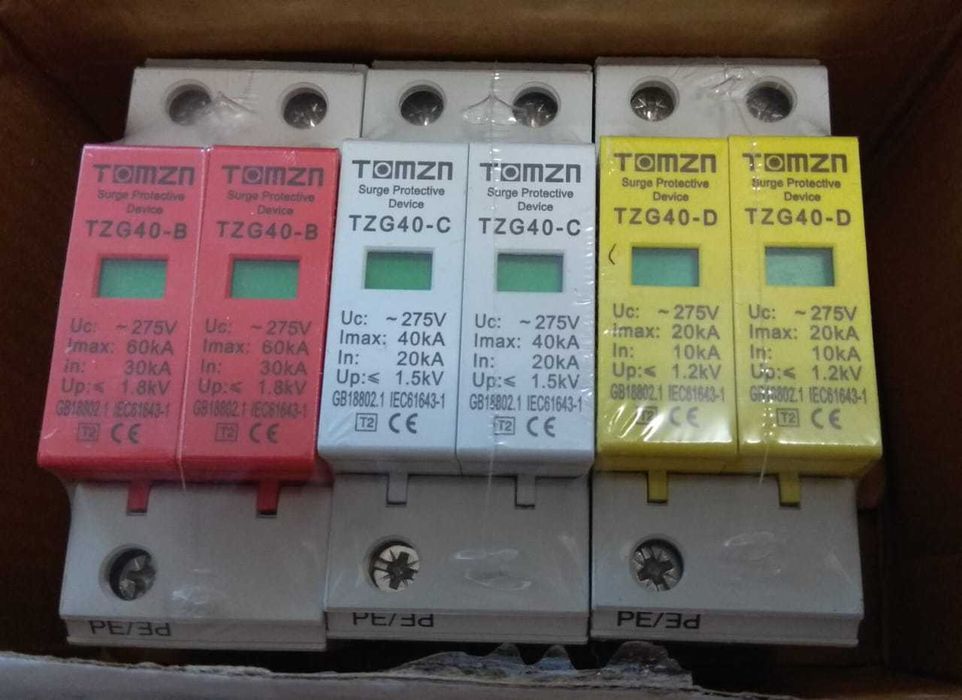 TOMZN
Surge Protective
Device
TZG40-B
Uc: ~275V
Imax: 60kA
In: 30kA
Up:≤ 1.8kV
GB18802.1 IEC61643-1
T2 CE
TOMZN
Surge Protective
Device
TZG40-B
Uc: ~275V
Imax: 60kA
In: 30kA
Up:≤ 1.8kV
GB18802.1 IEC61643-1
T2 CE
TOMZN
Surge Protective
Device
TZG40-C
Uc: ~275V
Imax: 40kA
In: 20kA
Up:≤ 1.5kV
GB18802.1 IEC61643-1
T2 CE
TOMZN
Surge Protective
Device
TZG40-C
Uc: ~275V
Imax: 40kA
In: 20kA
Up:≤ 1.5kV
GB18802.1 IEC61643-1
T2 CE
TOMZN
Surge Protective
Device
TZG40-D
Uc: ~275V
Imax: 20kA
In: 10kA
Up:≤ 1.2kV
GB18802.1 IEC61643-1
T2 CE
TOMZN
Surge Protective
Device
TZG40-D
Uc: ~275V
Imax: 20kA
In: 10kA
Up:≤ 1.2kV
GB18802.1 IEC61643-1
T2 CE
PE/
PE/
PE/